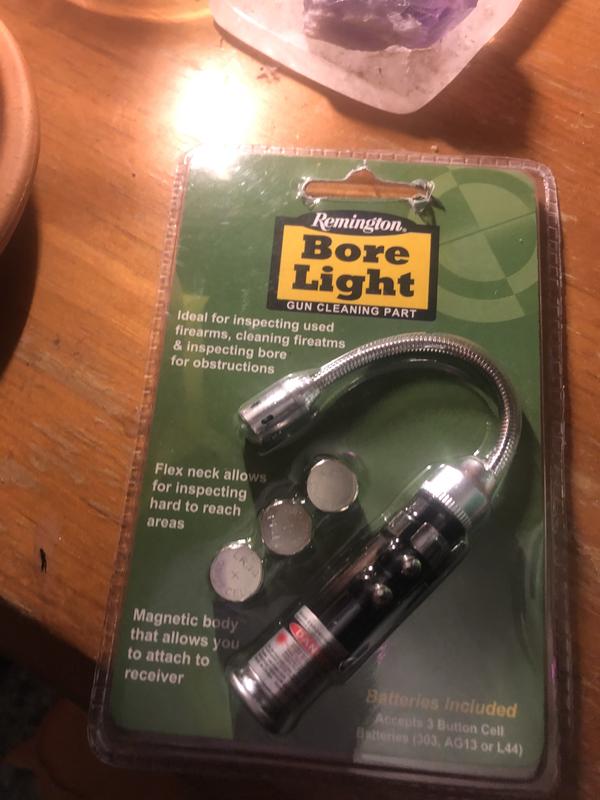 Remington.
Bore
Light
GUN CLEANING PART
Ideal for inspecting used
firearms, cleaning fireatms
& inspecting bore
for obstructions
Flex neck allows
for inspecting
hard to reach
areas
Magnetic body
that allows you
to attach to
receiver
Batteries Included
Accepts 3 Button Cell
Batteries (303, AG13 or L44)